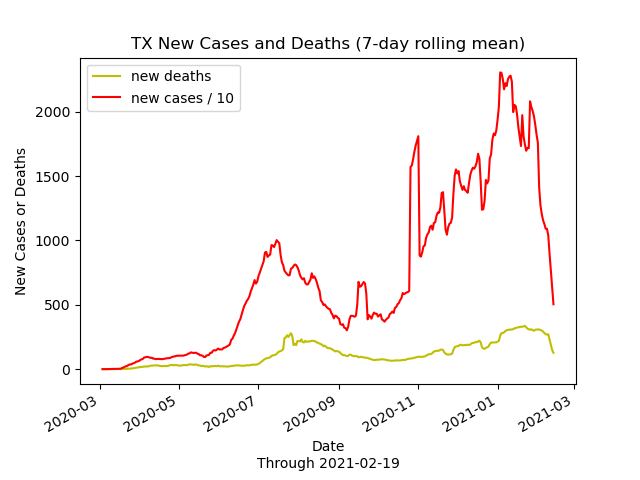 TX New Cases and Deaths (7-day rolling mean)
new deaths
new cases / 10
2000
1500
1000
500
0
New Cases or Deaths
2020-03
2020-05
2020-07
2020-09
2020-11
2021-01
2021-03
Date
Through 2021-02-19